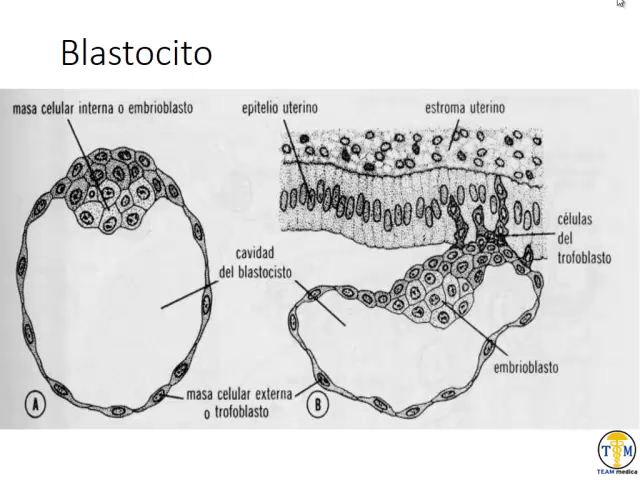 Blastocito
masa celular interna o embrioblasto
epitelio uterino
estroma uterino
células
del
trofoblasto
cavidad
del blastocisto
embrioblasto
masa celular externa
o trofoblasto
A
B
T M
TEAM medica